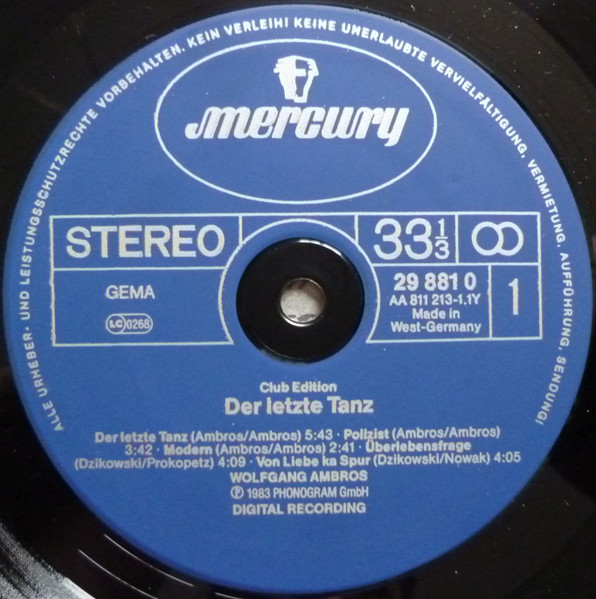 ALLE URHEBER- UND LEISTUNGSSCHUTZRECHTE VORBEHALTEN. KEIN VERLEIH! KEINE UNERLAUBTE VERVIELFÄLTIGUNG, VERMIETUNG, AUFFÜHRUNG, SENDUNG!
mercury
STEREO
33 1/3
GEMA
LC 0268
29 881 0
AA 811 213-1.1Y
Made in
West-Germany
1
Club Edition
Der letzte Tanz
Der letzte Tanz (Ambros/Ambros) 5:43 · Polizist (Ambros/Ambros)
3:42 · Modern (Ambros/Ambros) 2:41 · Überlebensfrage
(Dzikowski/Prokopetz) 4:09 · Von Liebe ka Spur (Dzikowski/Nowak) 4:05
WOLFGANG AMBROS
℗ 1983 PHONOGRAM GmbH
DIGITAL RECORDING